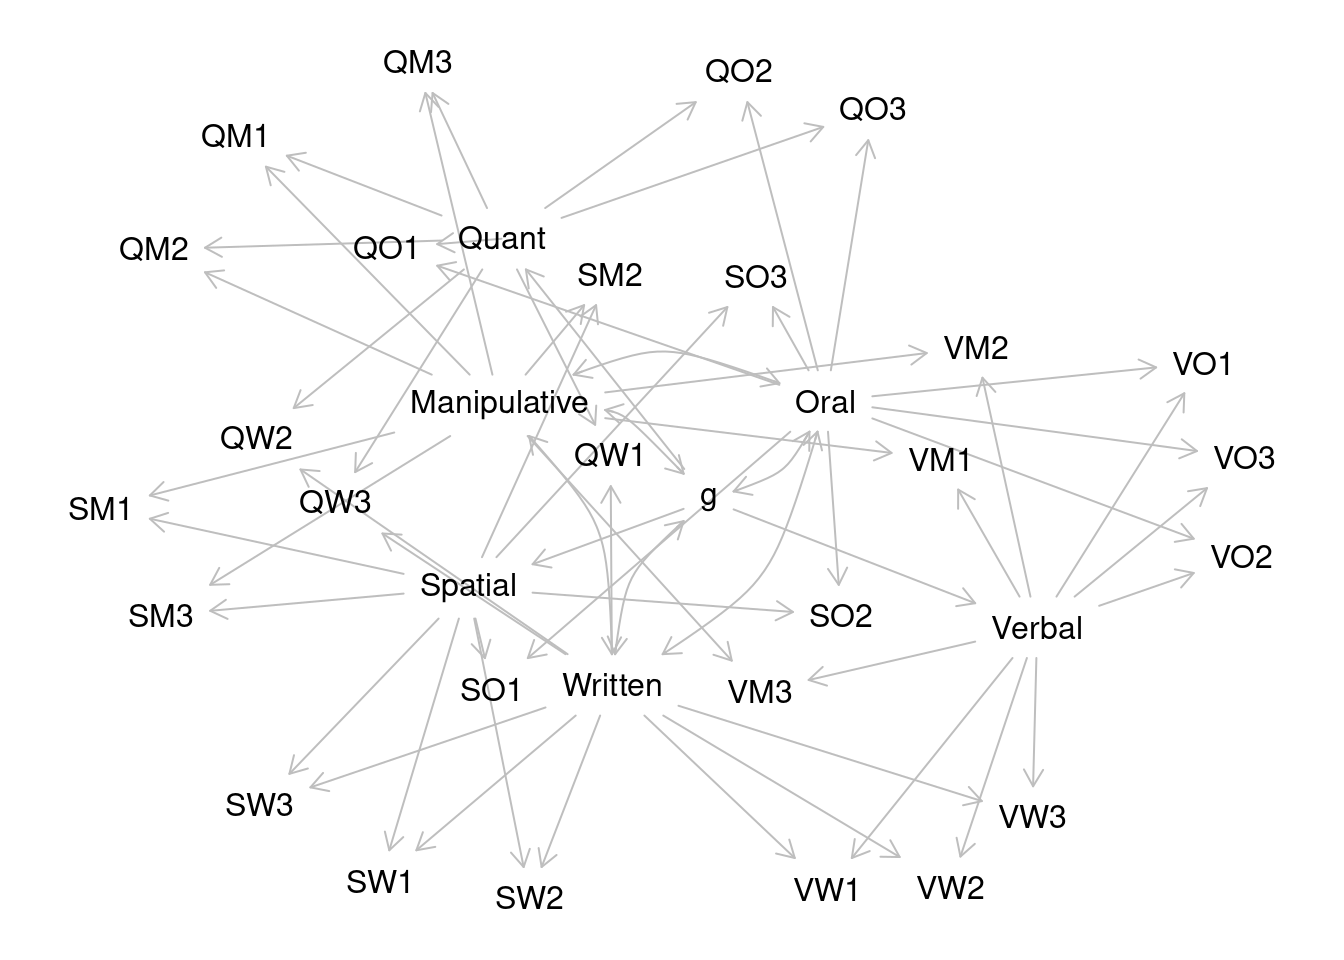 QM3
QO2
QO3
QM1
Quant
QM2
QO1
SM2
SO3
VM2
VO1
Manipulative
Oral
QW2
QW1
VM1
VO3
g
QW3
SM1
VO2
Spatial
SM3
SO2
Verbal
SO1
Written
VM3
SW3
VW3
SW1
SW2
VW1
VW2